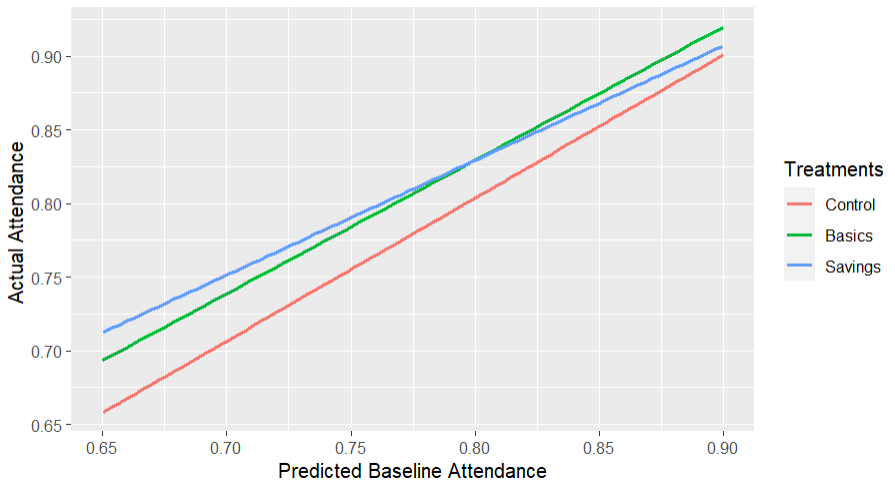 0.90
0.85
0.80
0.75
0.70
0.65
Actual Attendance
0.65 0.70 0.75 0.80 0.85 0.90
Predicted Baseline Attendance
Treatments
Control
Basics
Savings